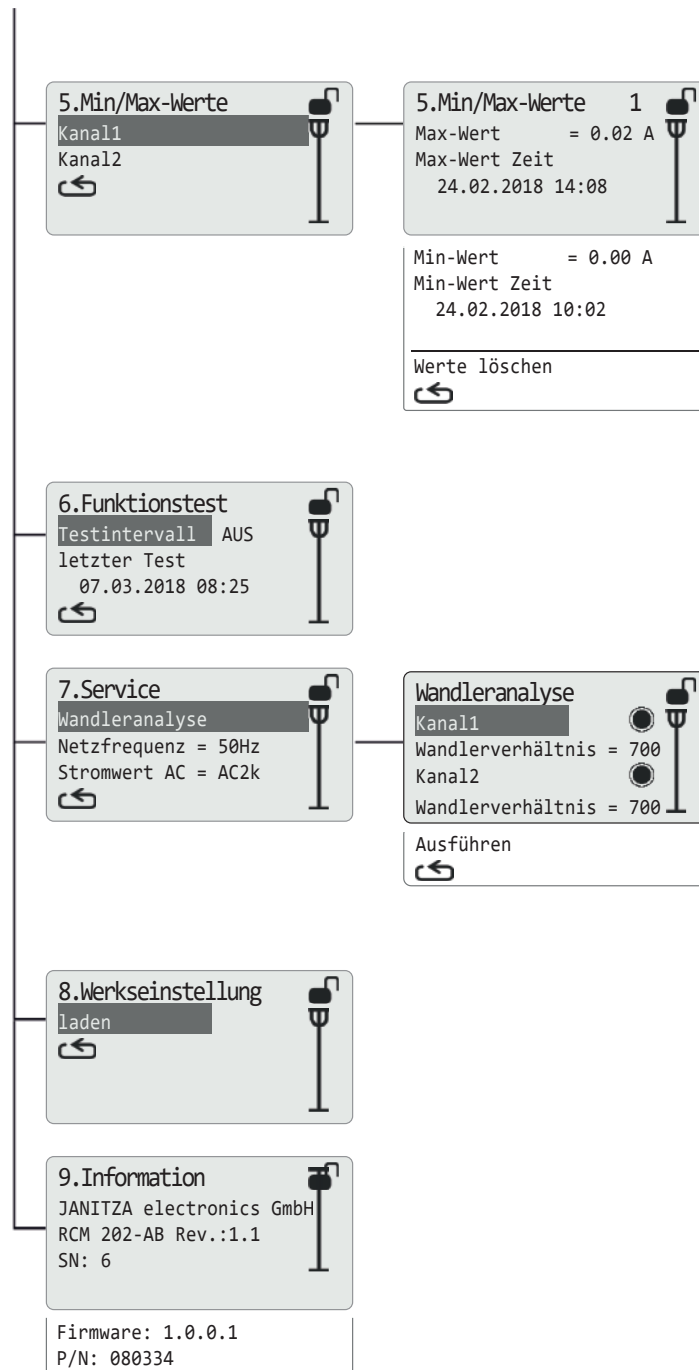 5.Min/Max-Werte
Kanal1
Kanal2
5.Min/Max-Werte 1
Max-Wert = 0.02 A
Max-Wert Zeit
24.02.2018 14:08
Min-Wert = 0.00 A
Min-Wert Zeit
24.02.2018 10:02
Werte löschen
6.Funktionstest
Testintervall AUS
letzter Test
07.03.2018 08:25
7.Service
Wandleranalyse
Netzfrequenz = 50Hz
Stromwert AC = AC2k
Wandleranalyse
Kanal1
Wandlerverhältnis = 700
Kanal2
Wandlerverhältnis = 700
Ausführen
8.Werkseinstellung
laden
9.Information
JANITZA electronics GmbH
RCM 202-AB Rev.:1.1
SN: 6
Firmware: 1.0.0.1
P/N: 080334